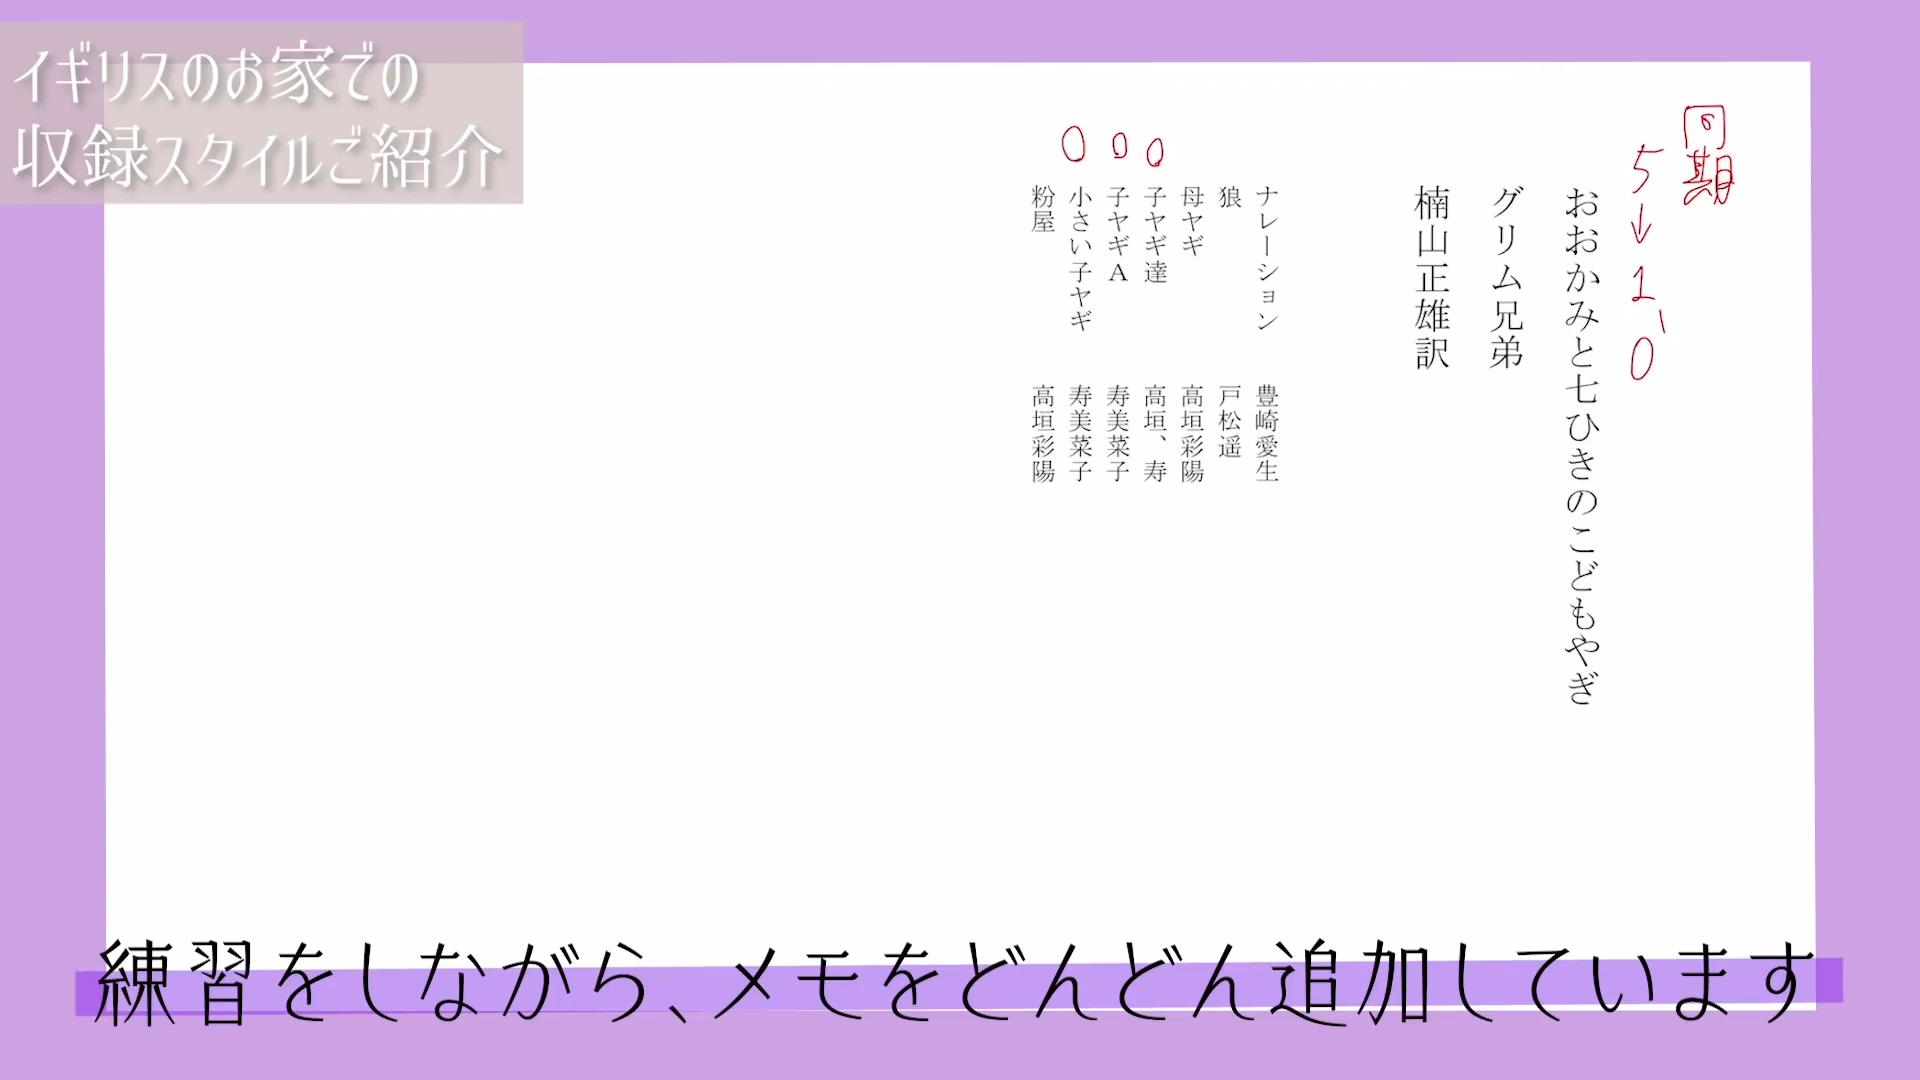 イギリスのお家での
収録スタイルご紹介
同期
5↓1、0
おおかみと七ひきのこどもやぎ
グリム兄弟
楠山正雄訳
ナレーション 豊崎愛生
狼 戸松遥
母ヤギ 高垣彩陽
子ヤギ達 高垣、寿
子ヤギA 寿美菜子
小さい子ヤギ 寿美菜子
粉屋 高垣彩陽
練習をしながら、メモをどんどん追加しています